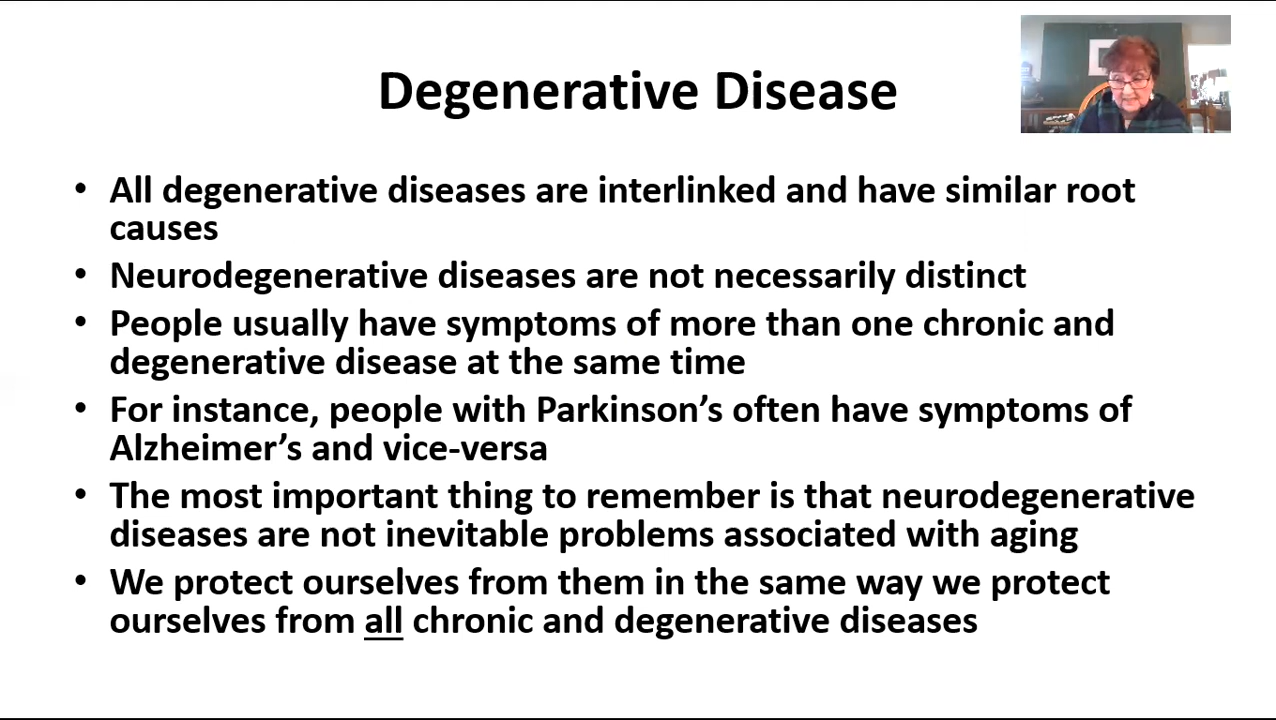 Degenerative Disease
• All degenerative diseases are interlinked and have similar root
causes
• Neurodegenerative diseases are not necessarily distinct
• People usually have symptoms of more than one chronic and
degenerative disease at the same time
• For instance, people with Parkinson’s often have symptoms of
Alzheimer’s and vice-versa
• The most important thing to remember is that neurodegenerative
diseases are not inevitable problems associated with aging
• We protect ourselves from them in the same way we protect
ourselves from all chronic and degenerative diseases